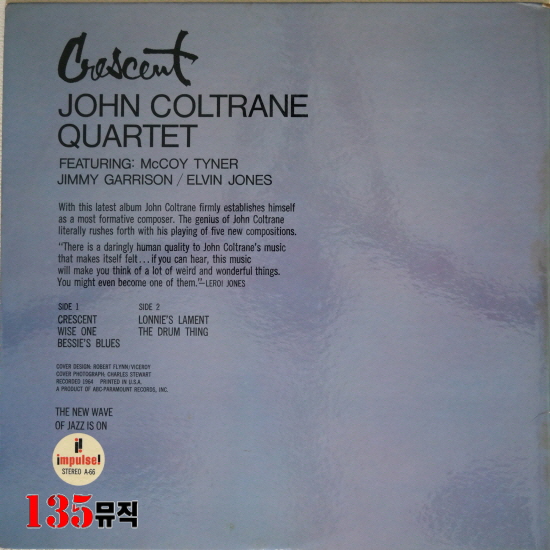 Crescent
JOHN COLTRANE
QUARTET
FEATURING: McCOY TYNER
JIMMY GARRISON / ELVIN JONES
With this latest album John Coltrane firmly establishes himself
as a most formative composer. The genius of John Coltrane
literally rushes forth with his playing of five new compositions.
"There is a daringly human quality to John Coltrane's music
that makes itself felt...if you can hear, this music
will make you think of a lot of weird and wonderful things.
You might even become one of them."—LEROI JONES
SIDE 1
CRESCENT
WISE ONE
BESSIE'S BLUES
SIDE 2
LONNIE'S LAMENT
THE DRUM THING
COVER DESIGN: ROBERT FLYNN/VICEROY
COVER PHOTOGRAPH: CHARLES STEWART
RECORDED 1964 PRINTED IN U.S.A.
A PRODUCT OF ABC-PARAMOUNT RECORDS, INC.
THE NEW WAVE
OF JAZZ IS ON
i!
impulse!
STEREO A-66
135뮤직